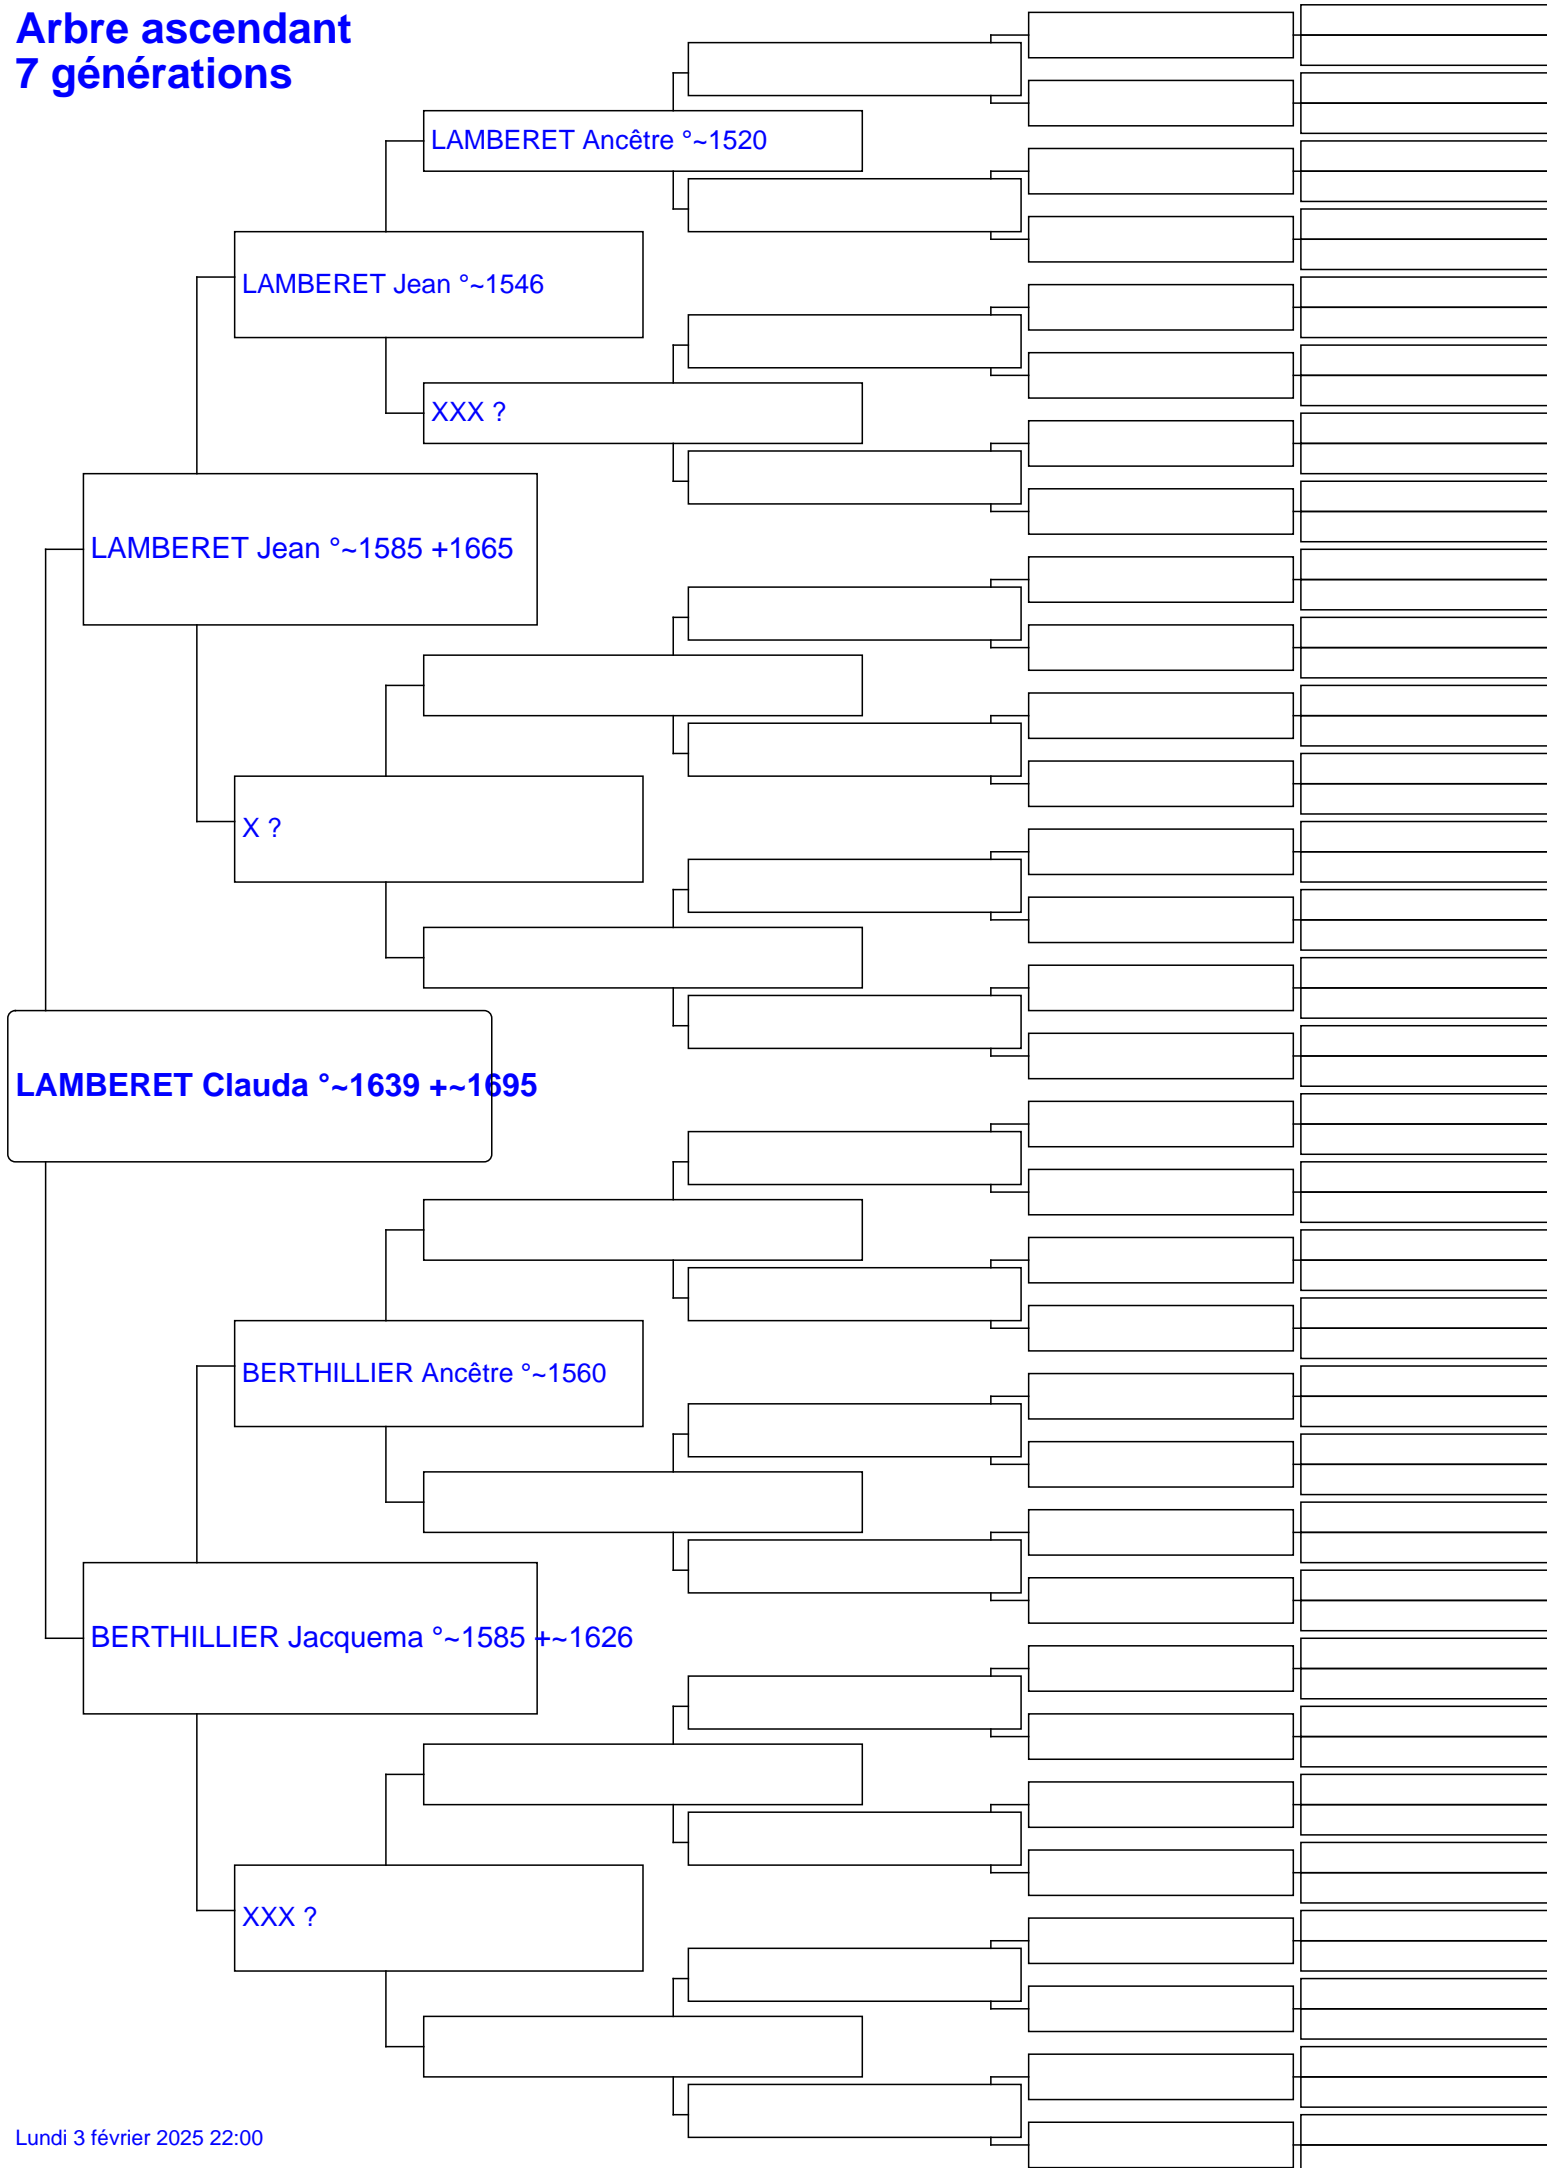 Arbre ascendant
7 générations
LAMBERET Ancêtre °~1520
LAMBERET Jean °~1546
XXX ?
LAMBERET Jean °~1585 +1665
X ?
LAMBERET Clauda °~1639 +~1695
BERTHILLIER Ancêtre °~1560
BERTHILLIER Jacquema °~1585 +~1626
XXX ?
Lundi 3 février 2025 22:00